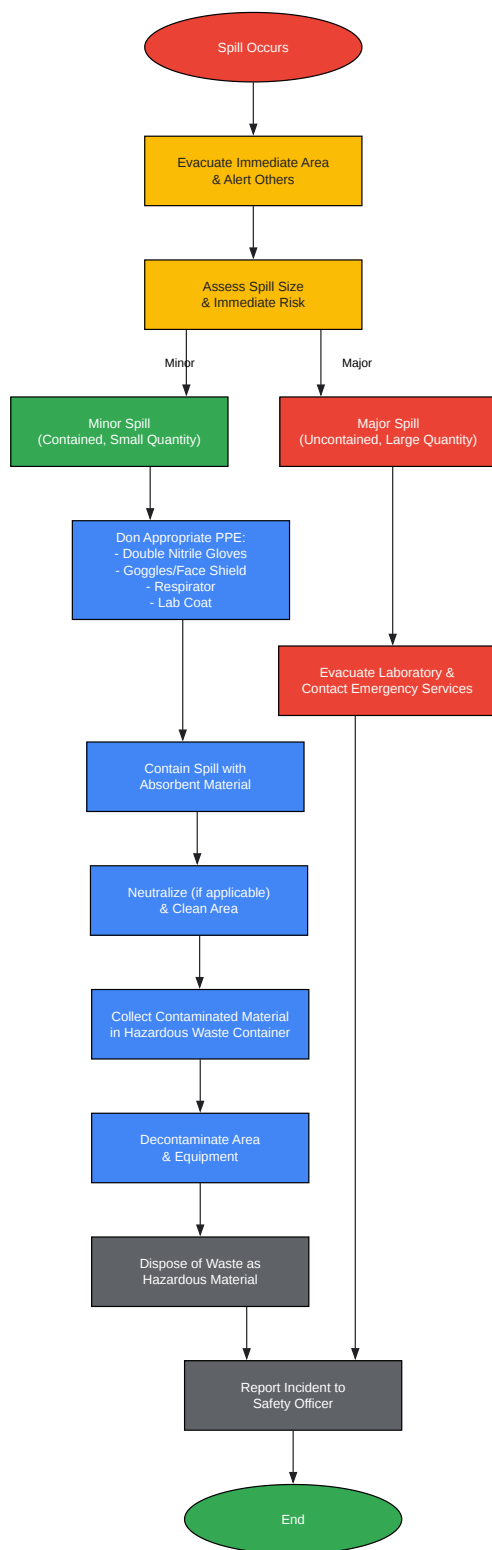 Spill Occurs
Evacuate Immediate Area
& Alert Others
Assess Spill Size
& Immediate Risk
Minor
Major
Minor Spill
(Contained, Small Quantity)
Major Spill
(Uncontained, Large Quantity)
Don Appropriate PPE:
- Double Nitrile Gloves
- Goggles/Face Shield
- Respirator
- Lab Coat
Evacuate Laboratory &
Contact Emergency Services
Contain Spill with
Absorbent Material
Neutralize (if applicable)
& Clean Area
Collect Contaminated Material
in Hazardous Waste Container
Decontaminate Area
& Equipment
Dispose of Waste as
Hazardous Material
Report Incident to
Safety Officer
End